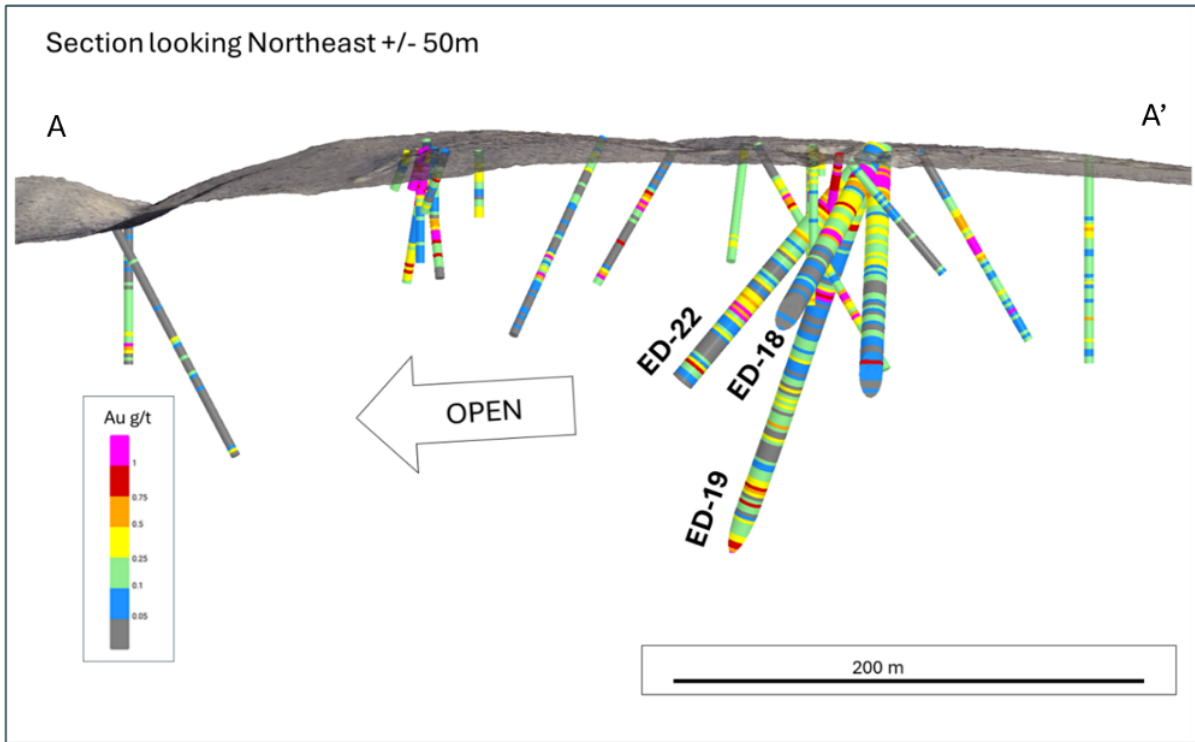 Section looking Northeast +/- 50m
A
A’
ED-22
ED-18
OPEN
Au g/t
1
0.75
0.5
0.25
0.1
0.05
ED-19
200 m